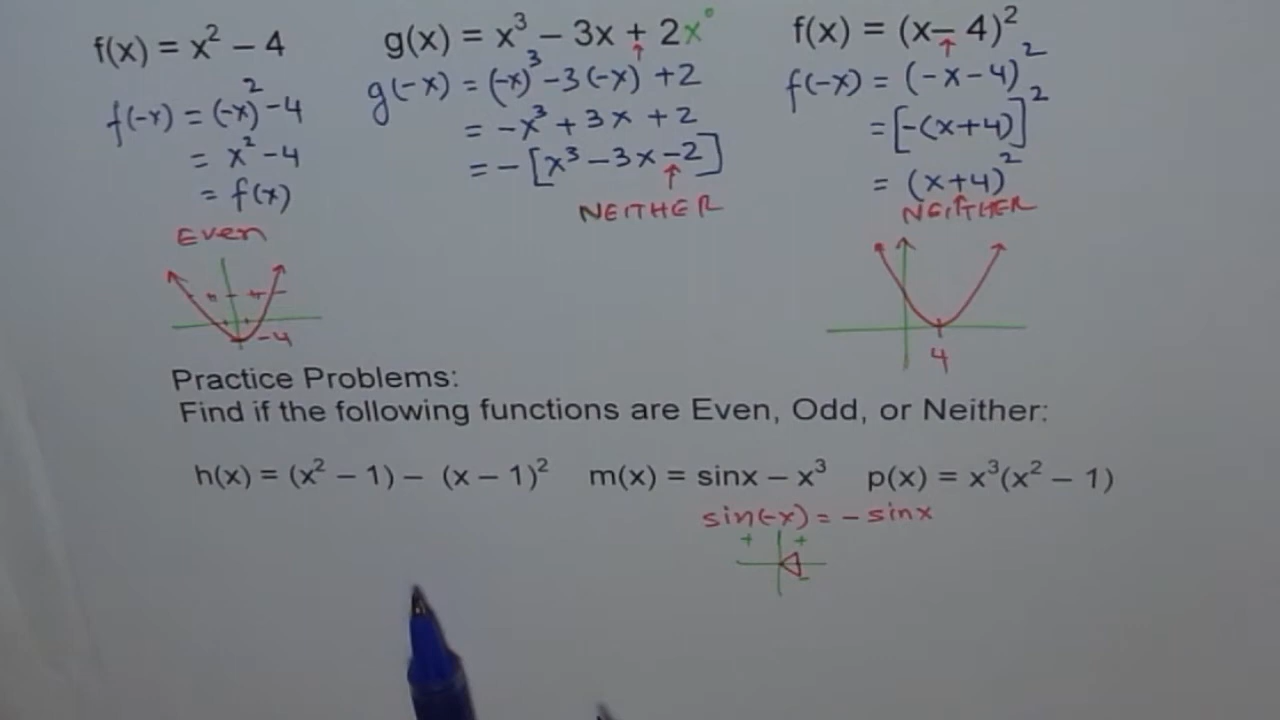 f(x) = x² – 4
f(-x) = (-x)² - 4
= x² - 4
= f(x)
Even
-4
g(x) = x³ – 3x + 2x⁰
g(-x) = (-x)³ - 3(-x) + 2
= -x³ + 3x + 2
= -[x³ - 3x - 2]
NEITHER
f(x) = (x– 4)²
f(-x) = (-x-4)²
= [-(x+4)]²
= (x+4)²
NEITHER
4
Practice Problems:
Find if the following functions are Even, Odd, or Neither:
h(x) = (x² – 1) – (x – 1)² m(x) = sinx – x³ p(x) = x³(x² – 1)
sin(-x) = - sinx
+ +
-